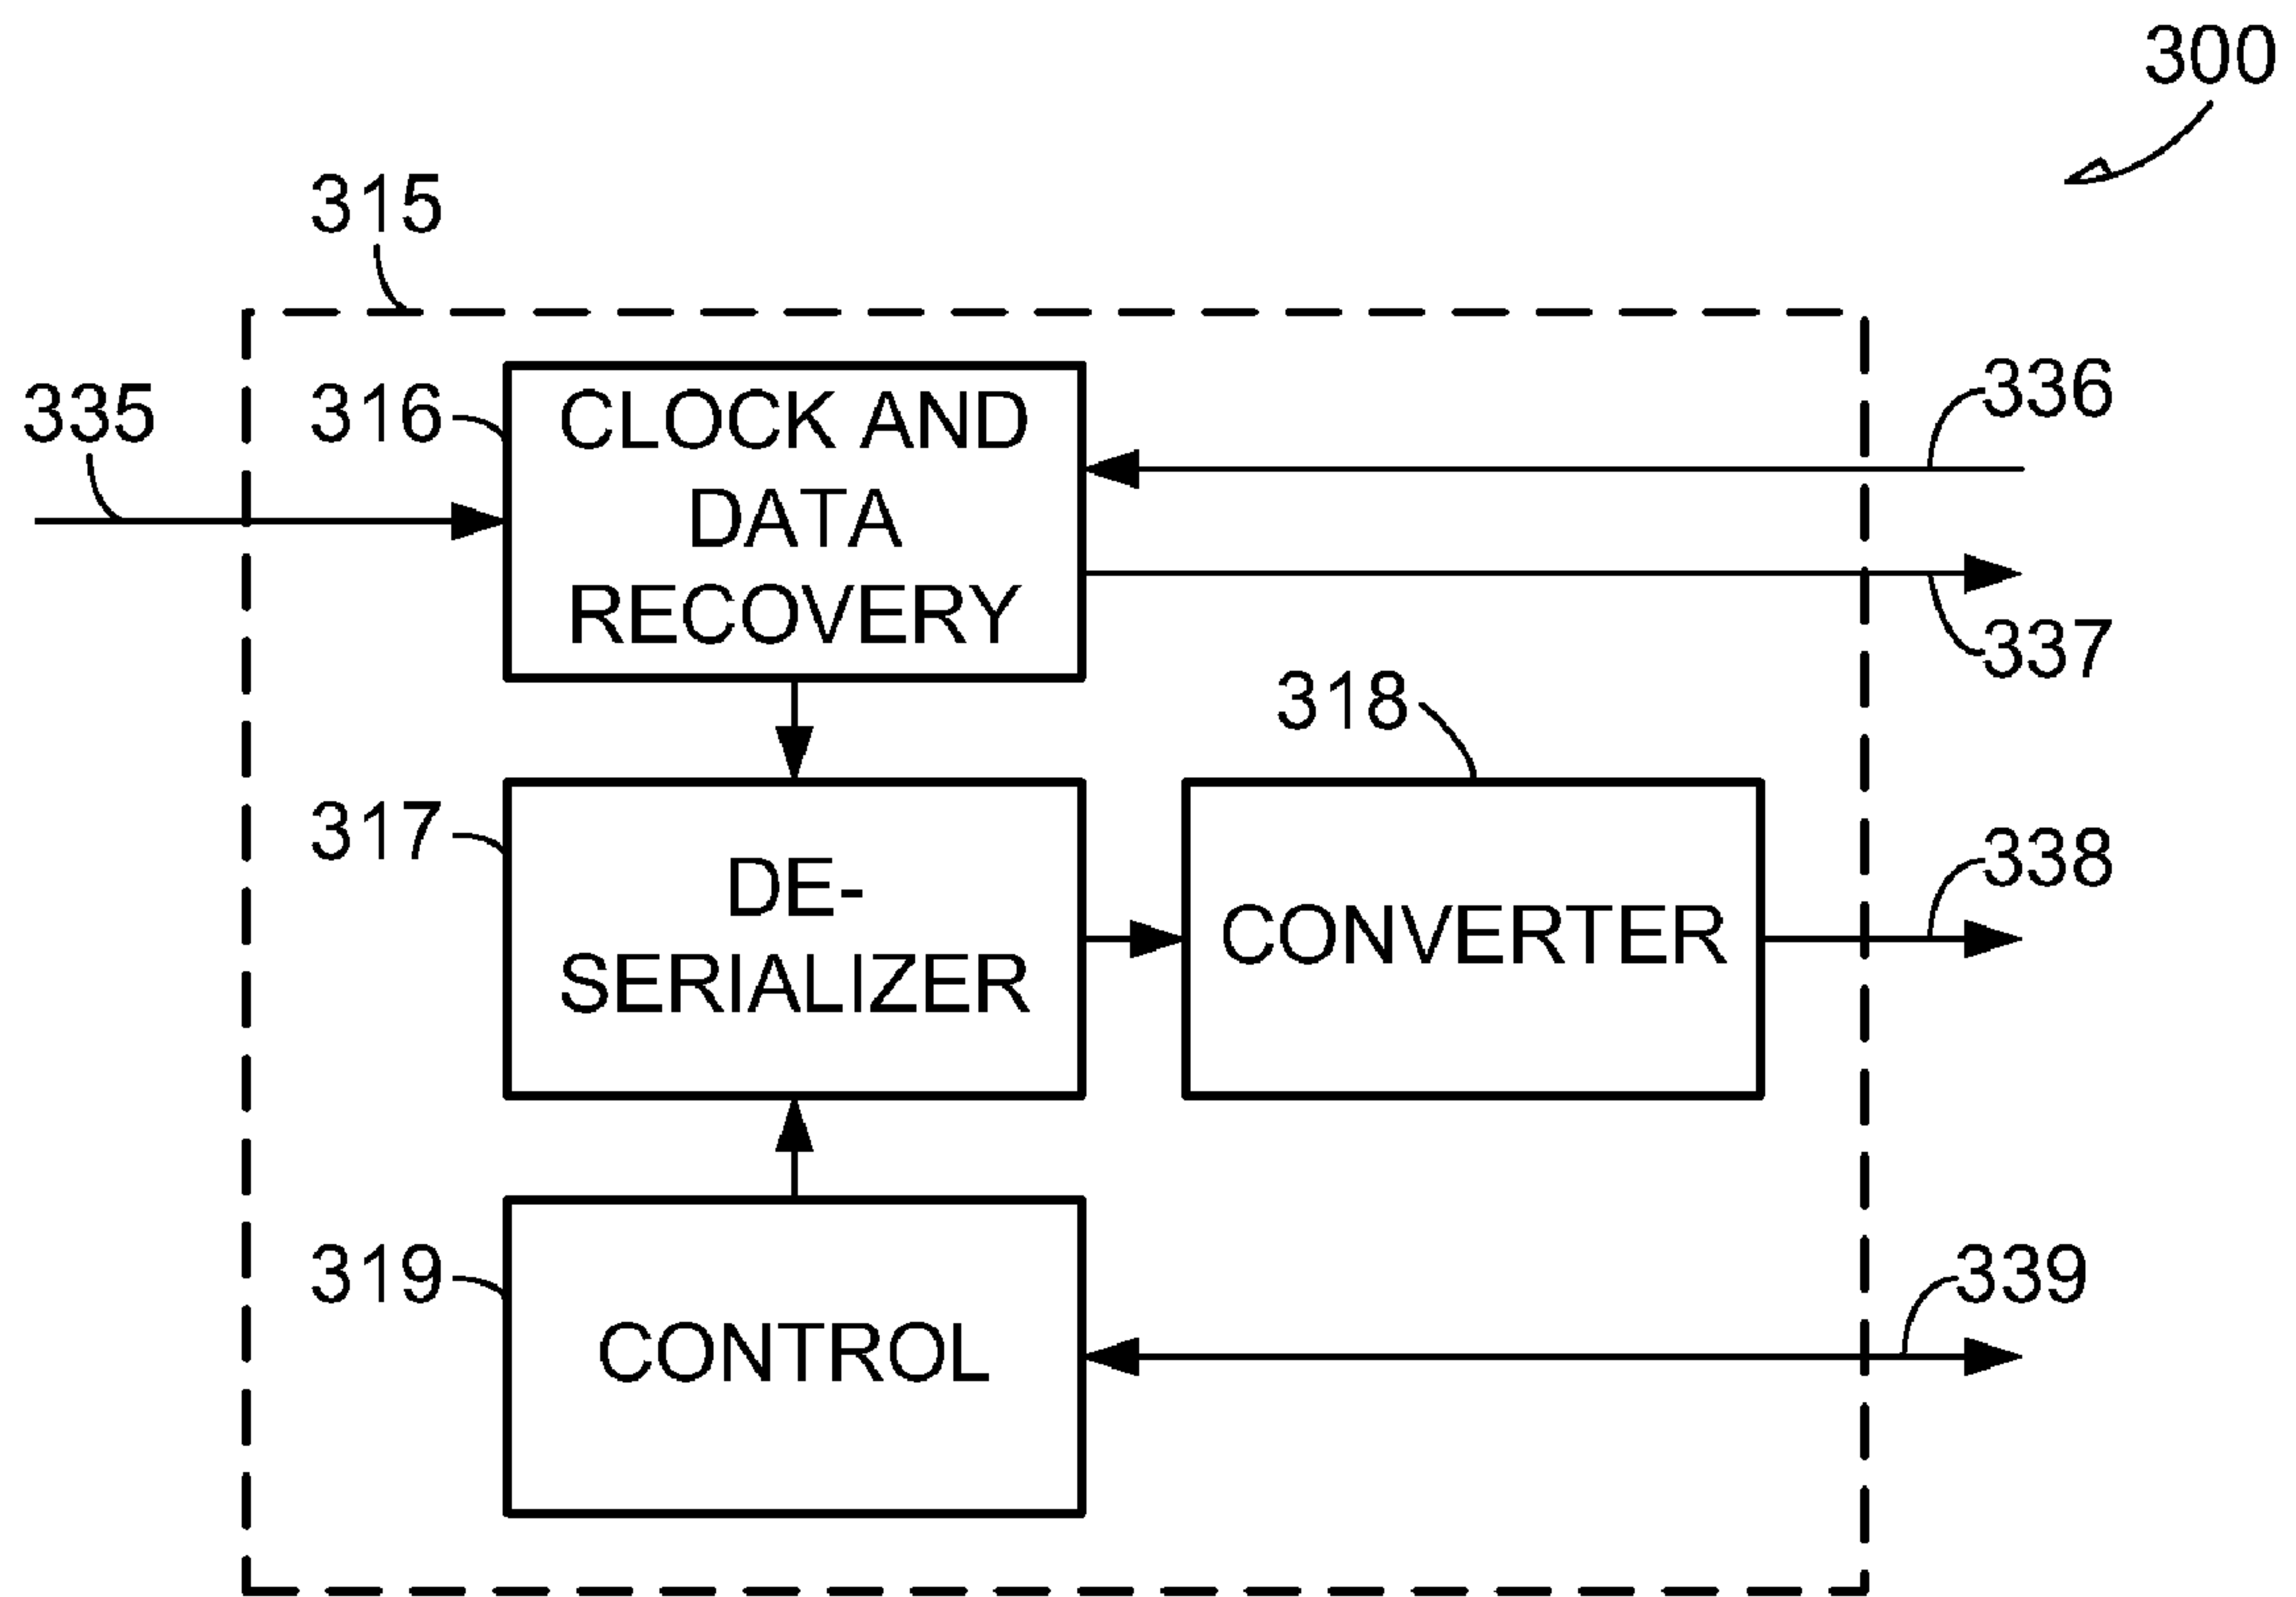 300
315
335
316
CLOCK AND
DATA
RECOVERY
336
337
318
317
DE-
SERIALIZER
CONVERTER
338
319
CONTROL
339